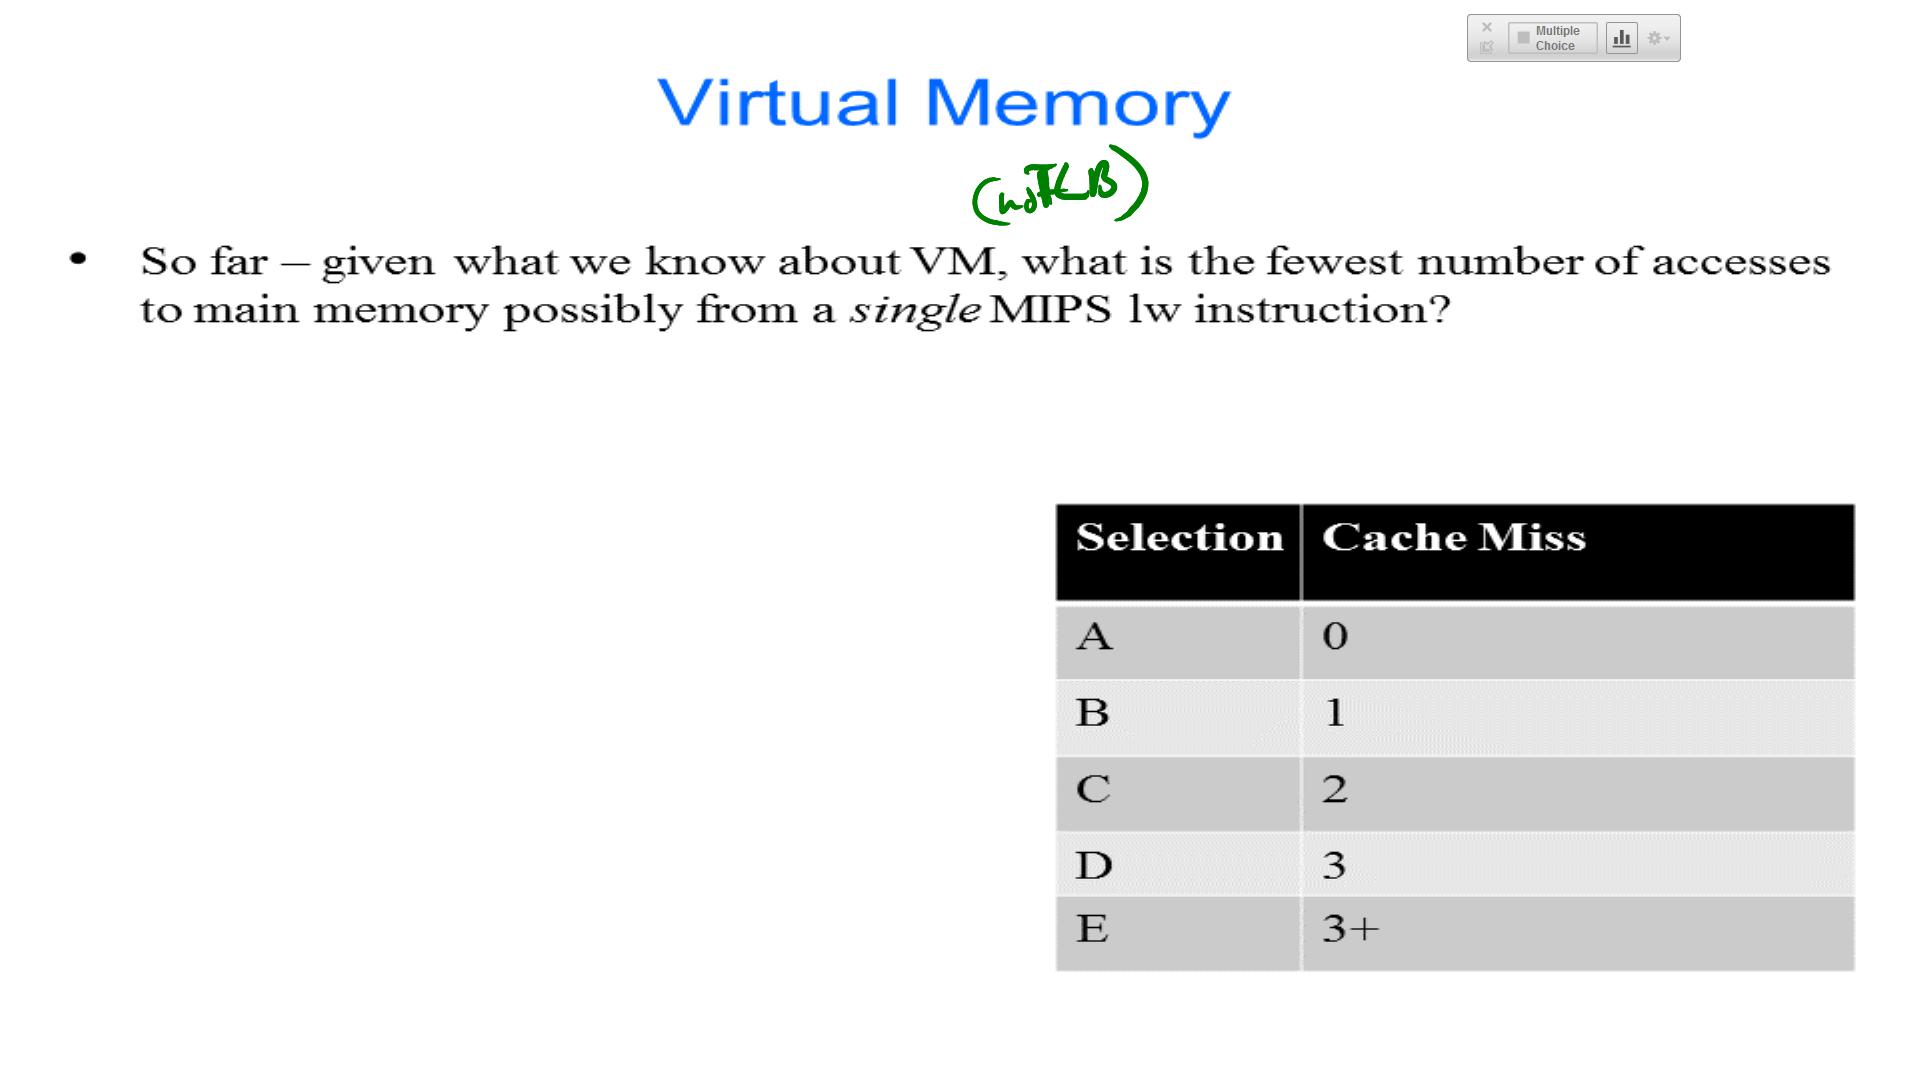 Multiple
Choice
Virtual Memory
(no TLB)
• So far – given what we know about VM, what is the fewest number of accesses
to main memory possibly from a single MIPS lw instruction?
Selection Cache Miss
A 0
B 1
C 2
D 3
E 3+